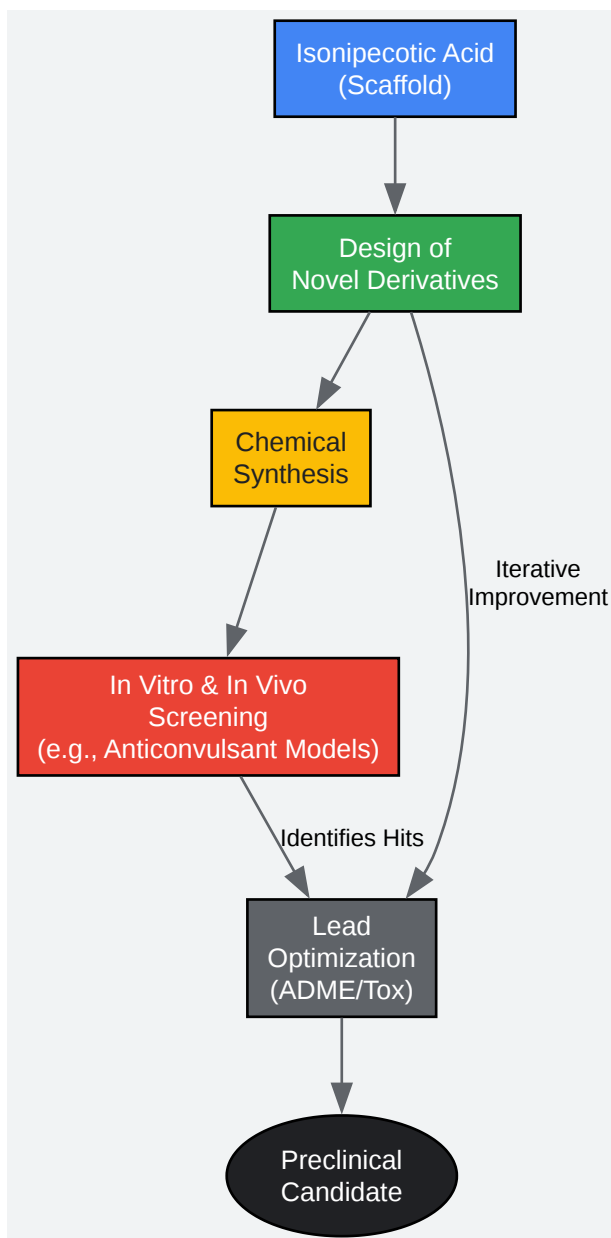 Isonipecotic Acid
(Scaffold)
Design of
Novel Derivatives
Chemical
Synthesis
Iterative
Improvement
In Vitro & In Vivo
Screening
(e.g., Anticonvulsant Models)
Identifies Hits
Lead
Optimization
(ADME/Tox)
Preclinical
Candidate